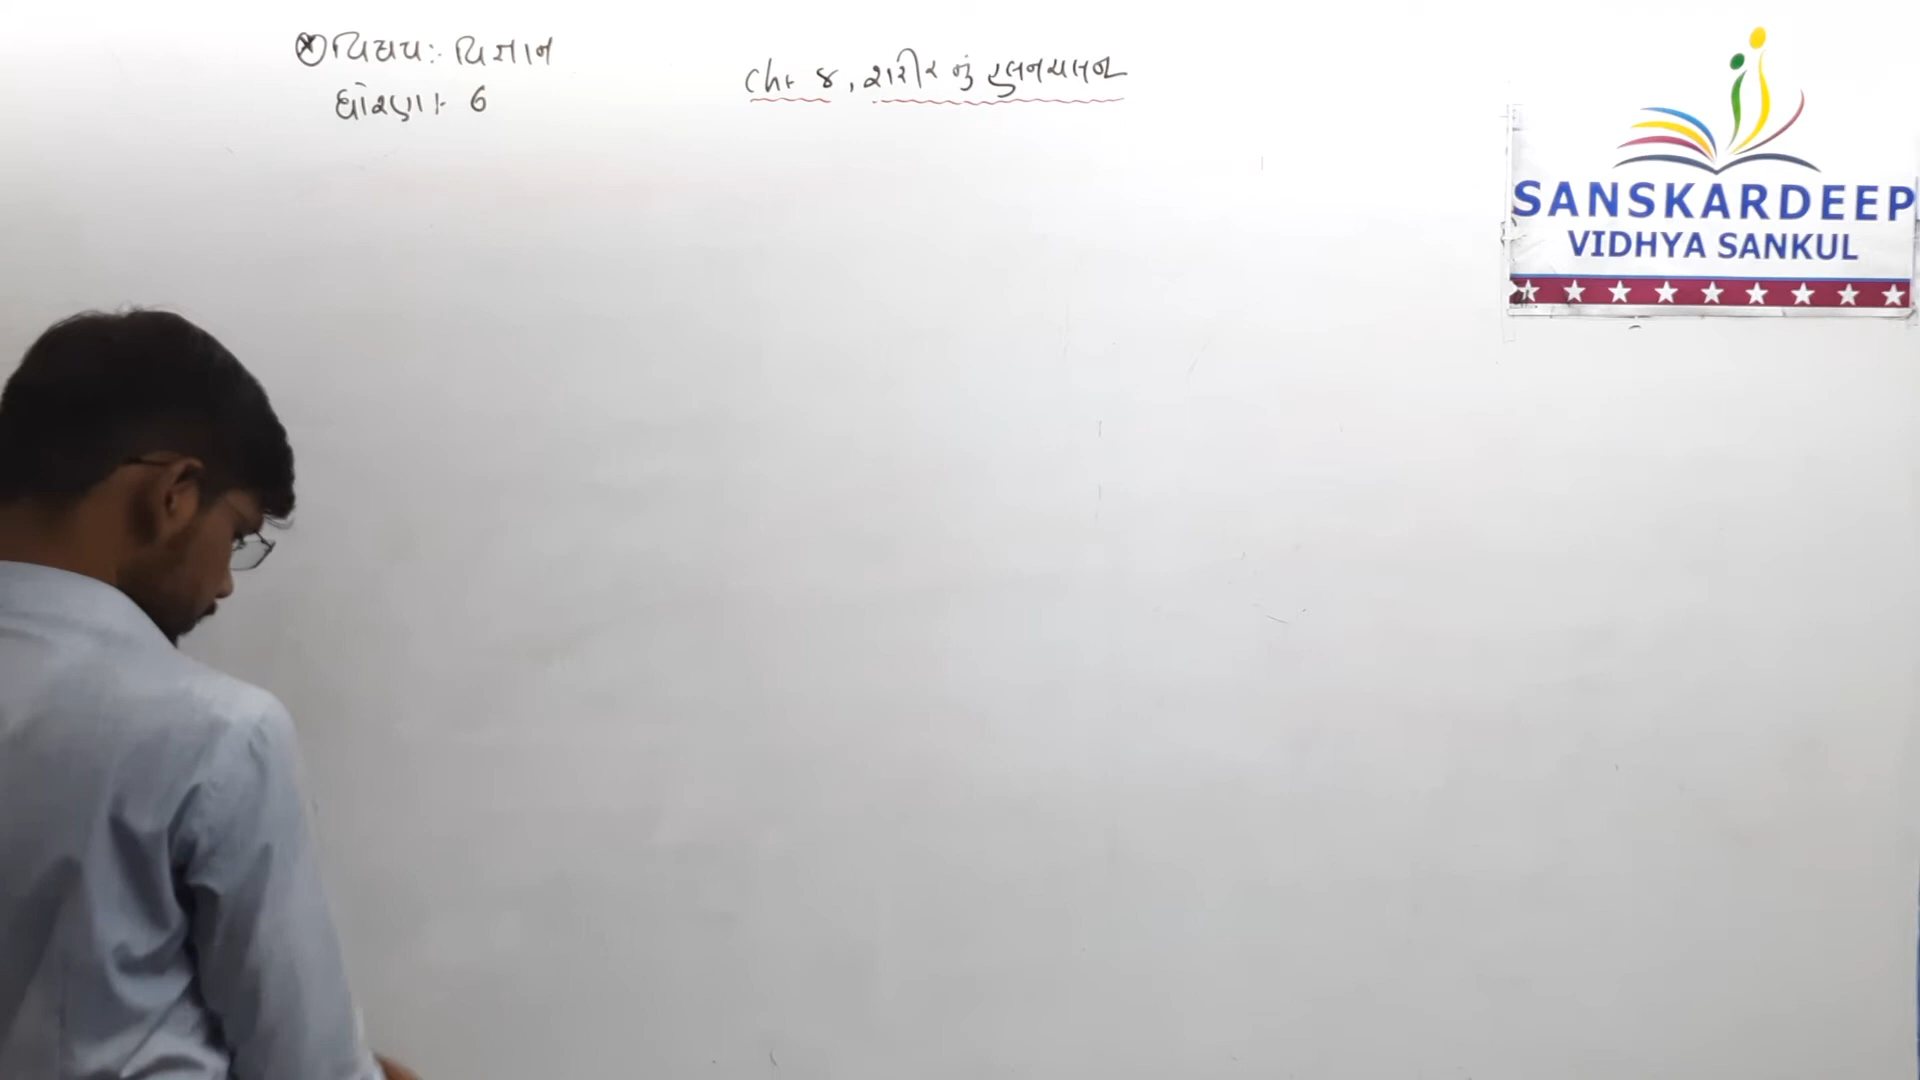 વિષય:- વિજ્ઞાન
ધોરણ :- 6
Ch:- 8, શરીર નું હલનચલન
SANSKARDEEP
VIDHYA SANKUL